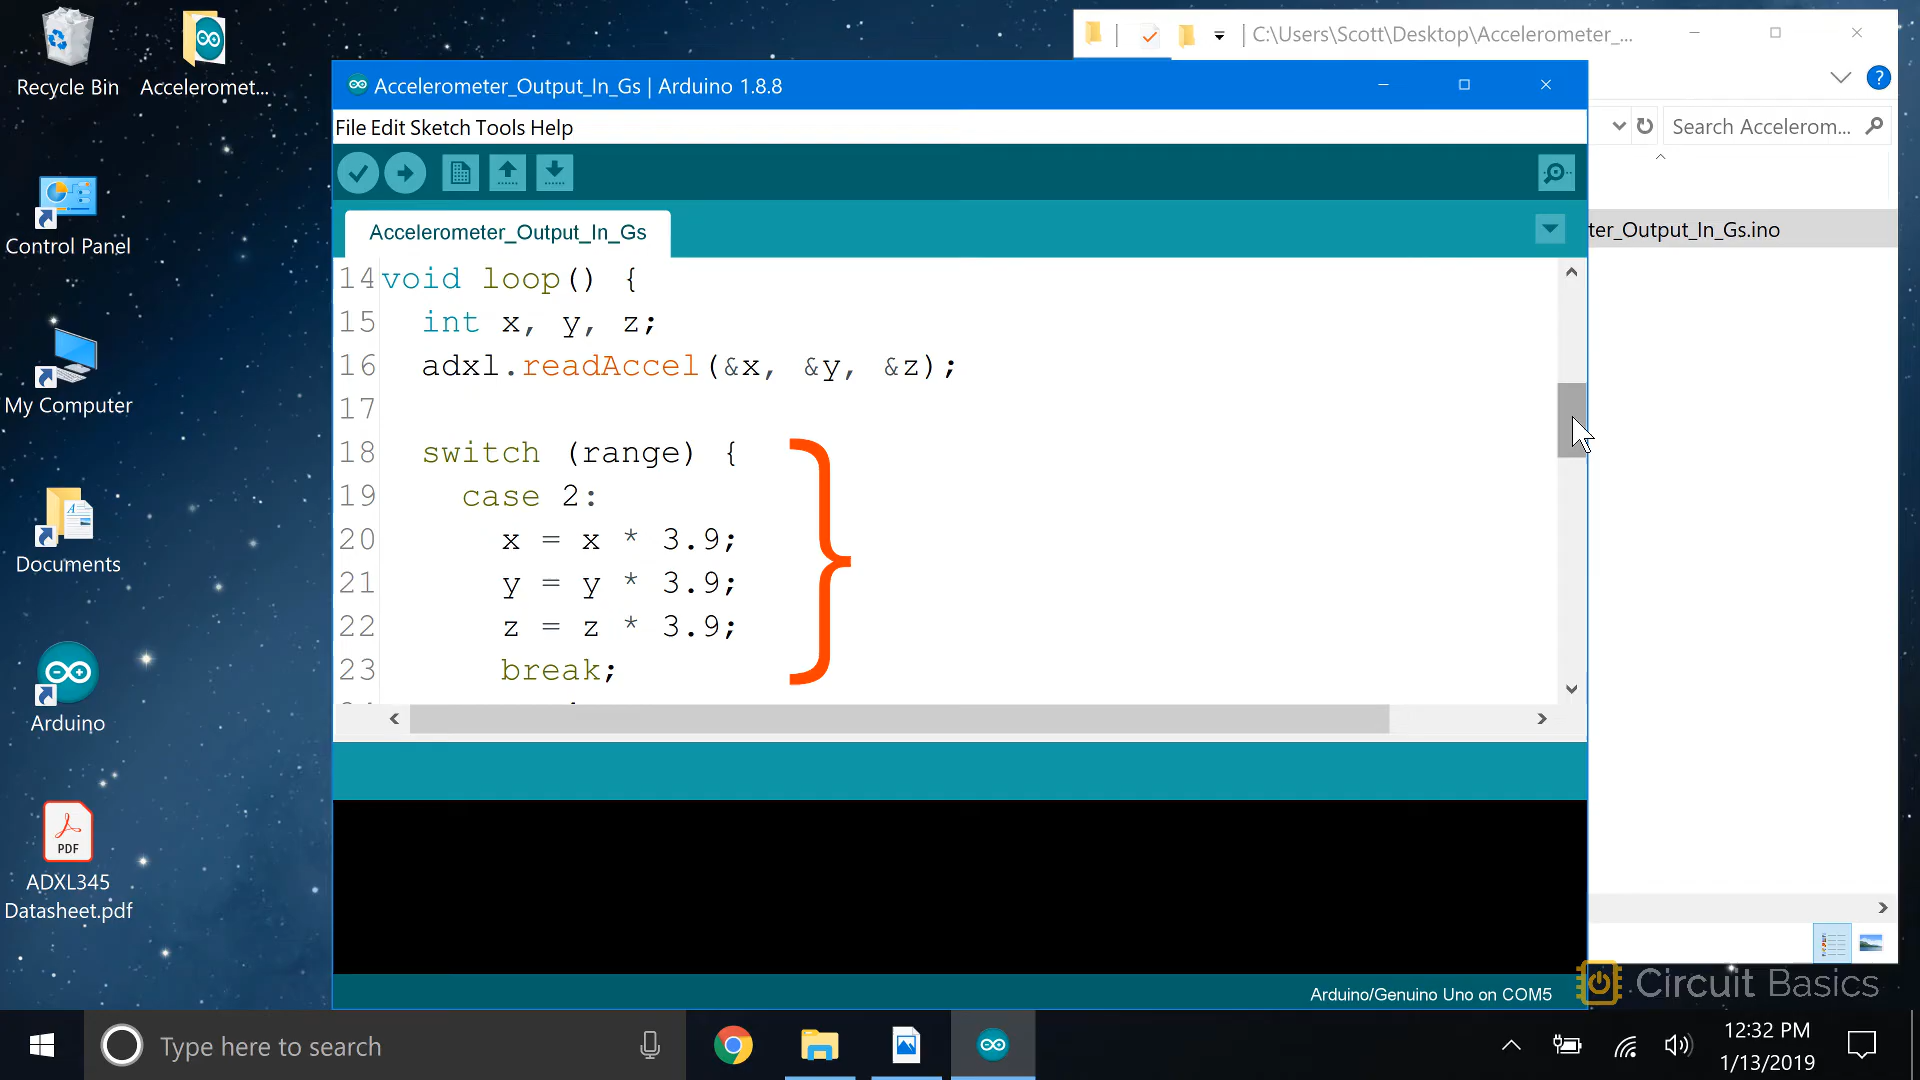 Recycle Bin
Acceleromet...
Control Panel
My Computer
Documents
Arduino
PDF
ADXL345
Datasheet.pdf
C:\Users\Scott\Desktop\Accelerometer_...
Search Accelerom...
ter_Output_In_Gs.ino
Accelerometer_Output_In_Gs | Arduino 1.8.8
File Edit Sketch Tools Help
Accelerometer_Output_In_Gs
14 void loop() {
15 int x, y, z;
16 adxl.readAccel(&x, &y, &z);
17
18 switch (range) {
19 case 2:
20 x = x * 3.9;
21 y = y * 3.9;
22 z = z * 3.9;
23 break;
Arduino/Genuino Uno on COM5
Circuit Basics
Type here to search
12:32 PM
1/13/2019